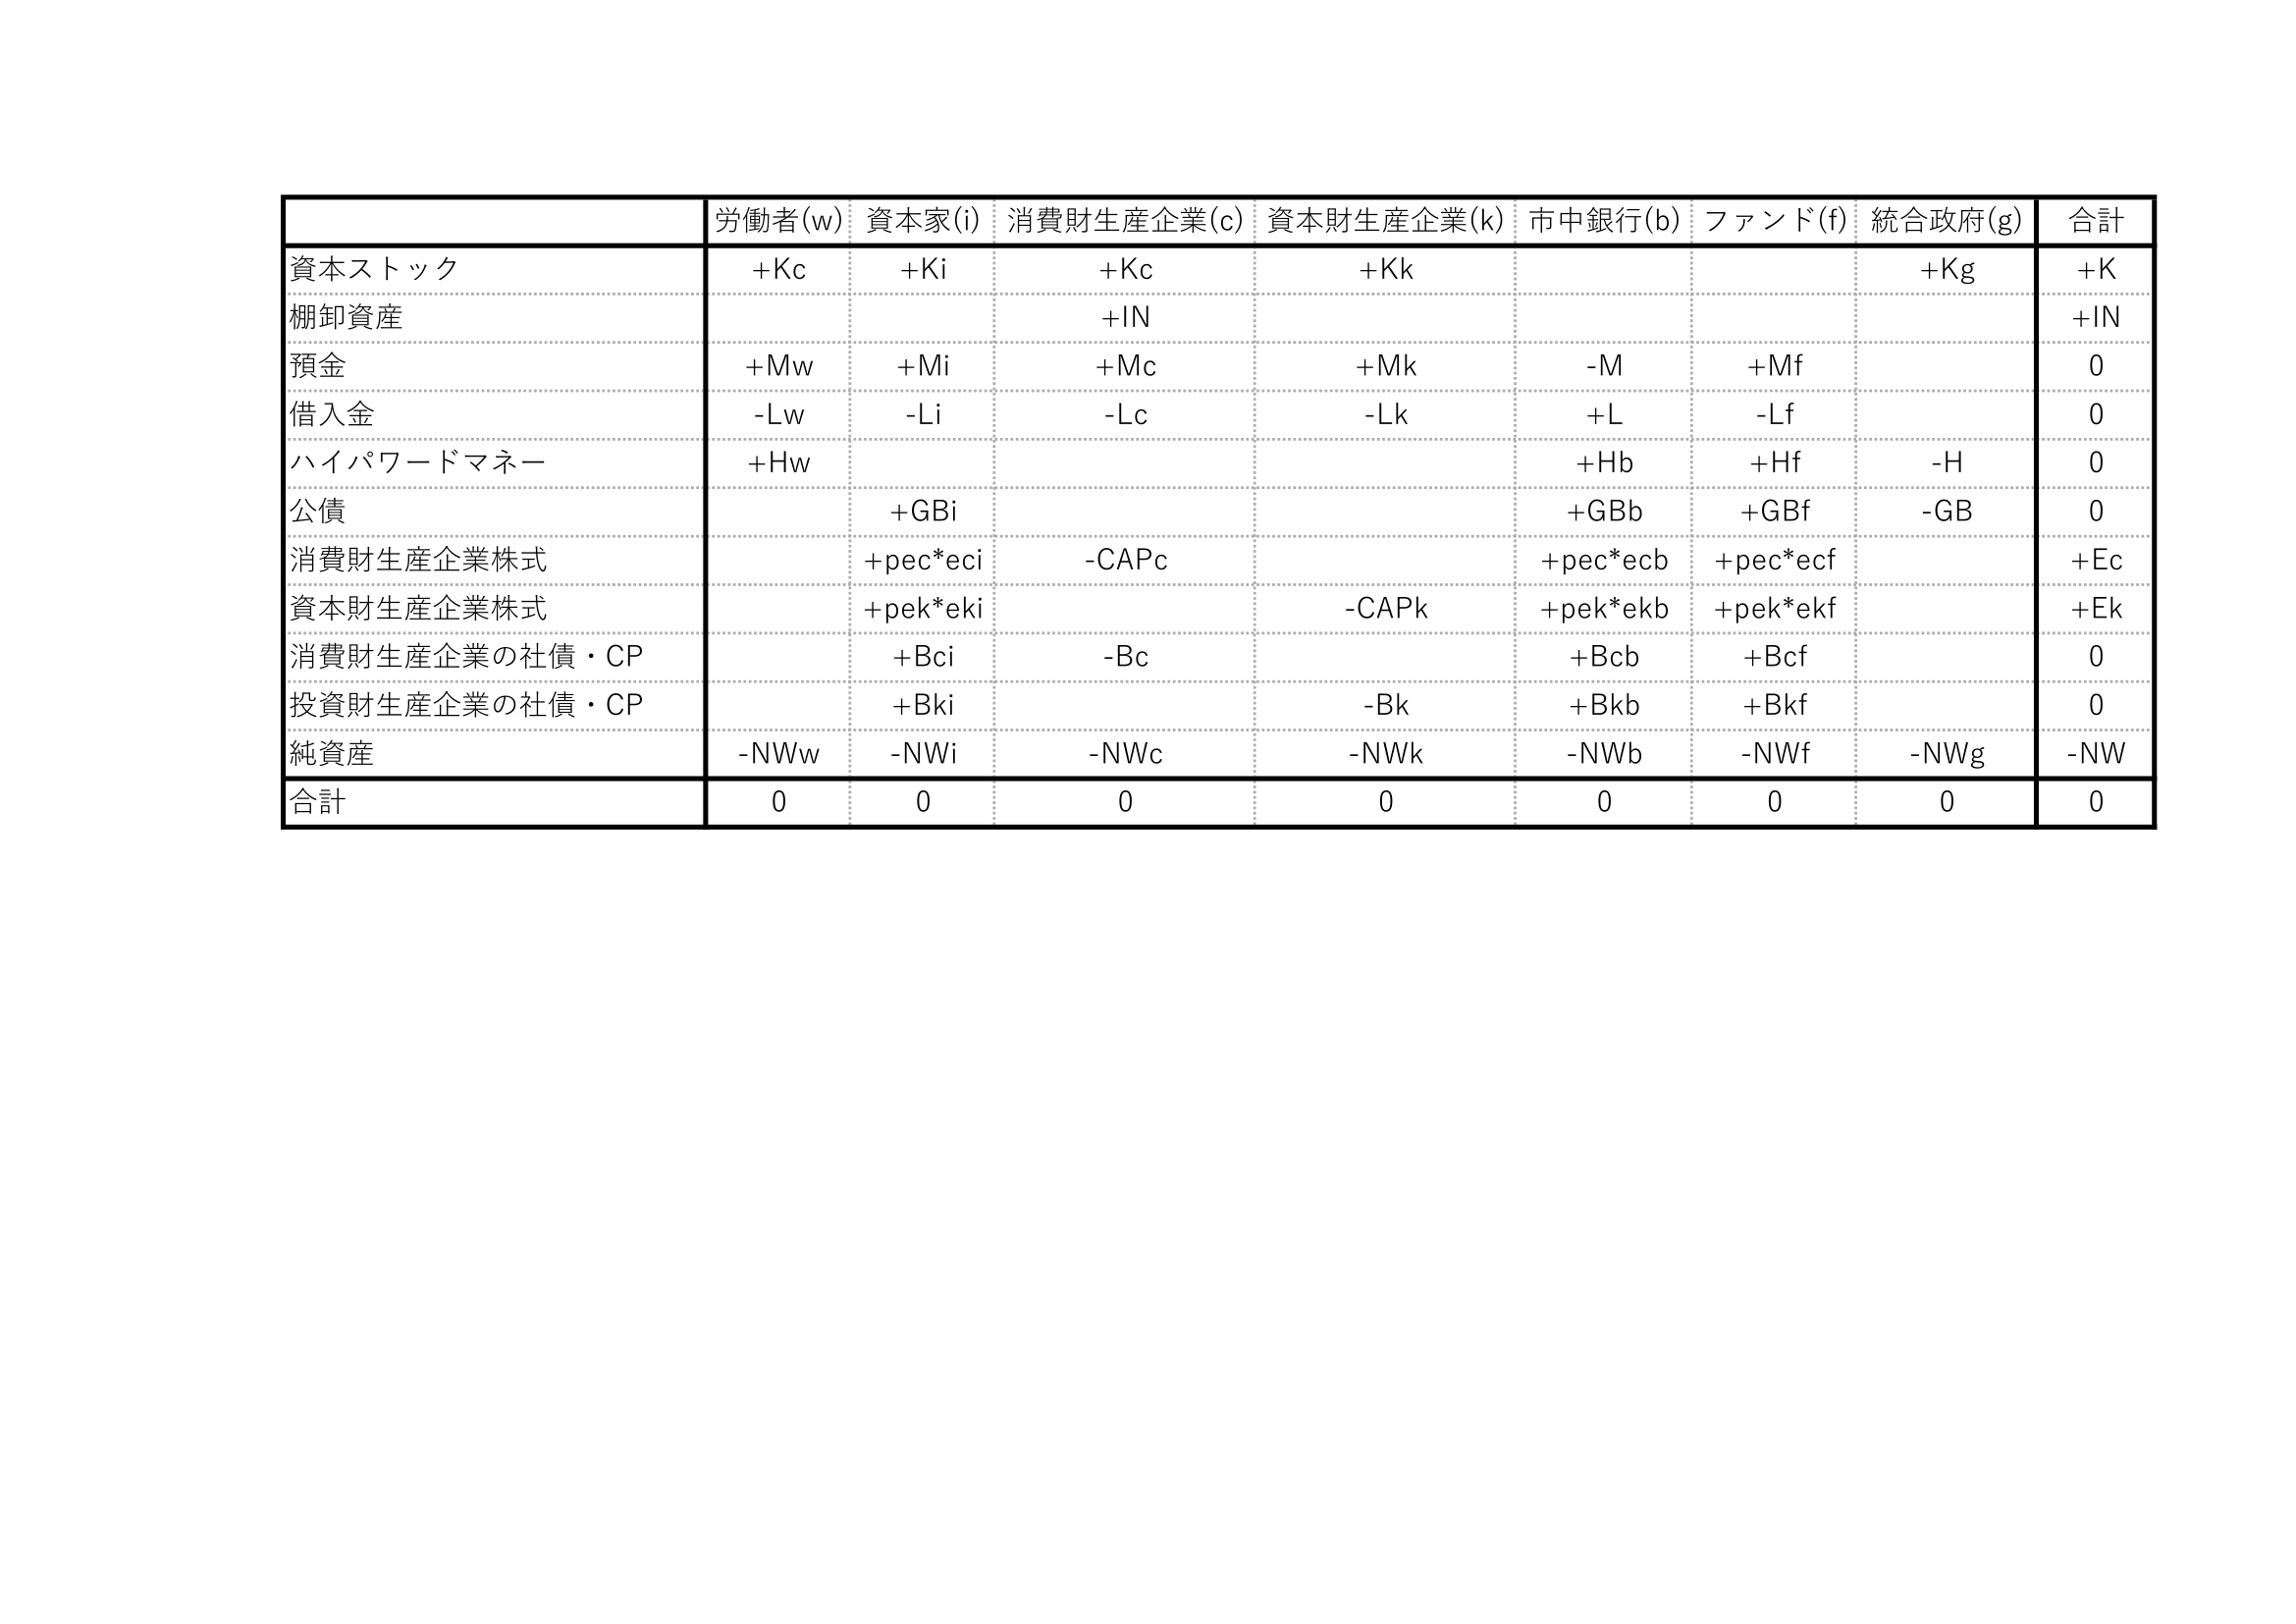 労働者(w) 資本家(i) 消費財生産企業(c) 資本財生産企業(k) 市中銀行(b) ファンド(f) 統合政府(g) 合計
資本ストック +Kc +Ki +Kc +Kk +Kg +K
棚卸資産 +IN +IN
預金 +Mw +Mi +Mc +Mk -M +Mf 0
借入金 -Lw -Li -Lc -Lk +L -Lf 0
ハイパワードマネー +Hw +Hb +Hf -H 0
公債 +GBi +GBb +GBf -GB 0
消費財生産企業株式 +pec*eci -CAPc +pec*ecb +pec*ecf +Ec
資本財生産企業株式 +pek*eki -CAPk +pek*ekb +pek*ekf +Ek
消費財生産企業の社債・CP +Bci -Bc +Bcb +Bcf 0
投資財生産企業の社債・CP +Bki -Bk +Bkb +Bkf 0
純資産 -NWw -NWi -NWc -NWk -NWb -NWf -NWg -NW
合計 0 0 0 0 0 0 0 0